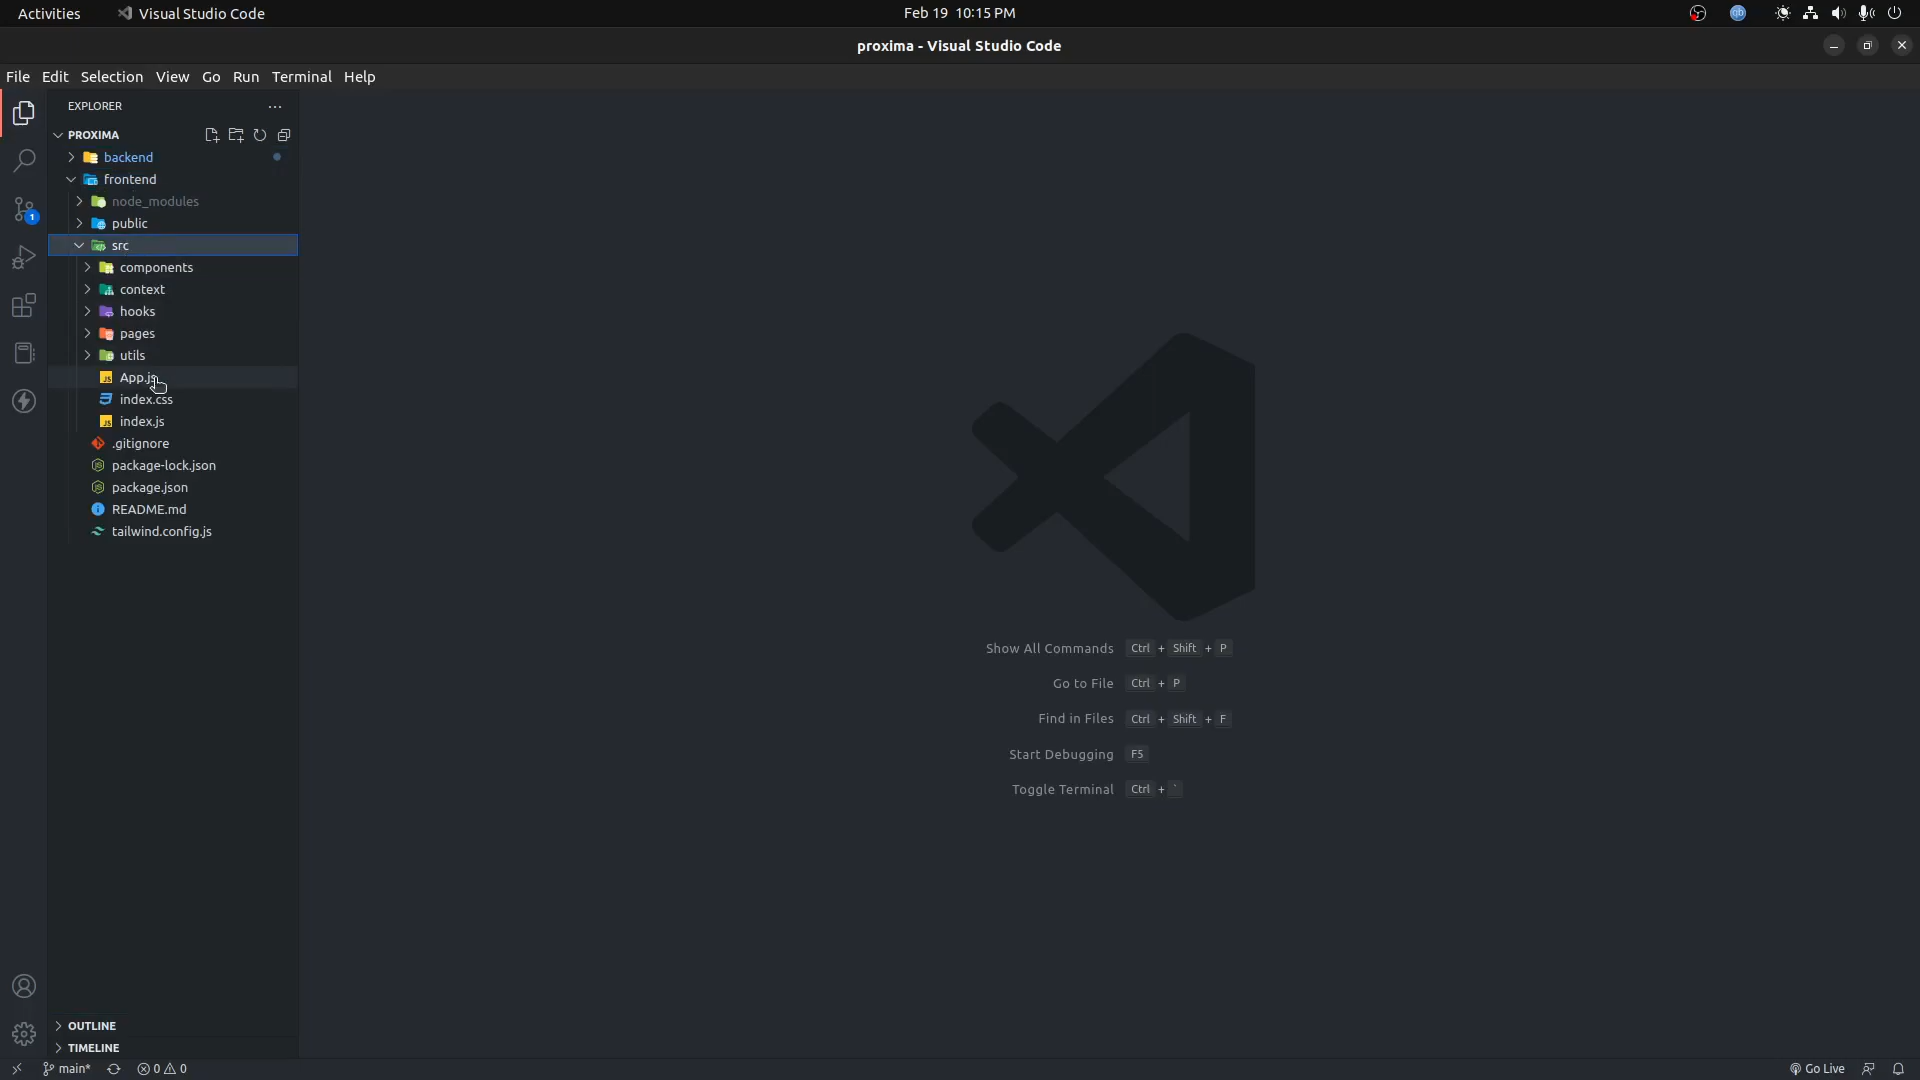 Activities Visual Studio Code Feb 19 10:15 PM qb
proxima - Visual Studio Code
File Edit Selection View Go Run Terminal Help
EXPLORER ...
PROXIMA
backend
frontend
node_modules
public
src
components
context
hooks
pages
utils
JS App.js
index.css
JS index.js
.gitignore
package-lock.json
package.json
README.md
tailwind.config.js
1
Show All Commands Ctrl + Shift + P
Go to File Ctrl + P
Find in Files Ctrl + Shift + F
Start Debugging F5
Toggle Terminal Ctrl + `
OUTLINE
TIMELINE
main* 0 0 Go Live